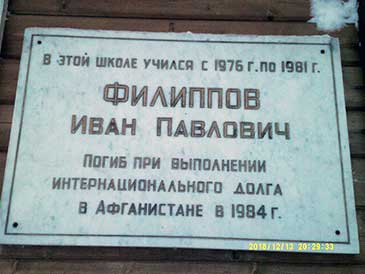 В ЭТОЙ ШКОЛЕ УЧИЛСЯ С 1976 Г. ПО 1981 Г.
ФИЛИППОВ
ИВАН ПАВЛОВИЧ
ПОГИБ ПРИ ВЫПОЛНЕНИИ
ИНТЕРНАЦИОНАЛЬНОГО ДОЛГА
В АФГАНИСТАНЕ В 1984 Г.
2018/12/13 20:29:33